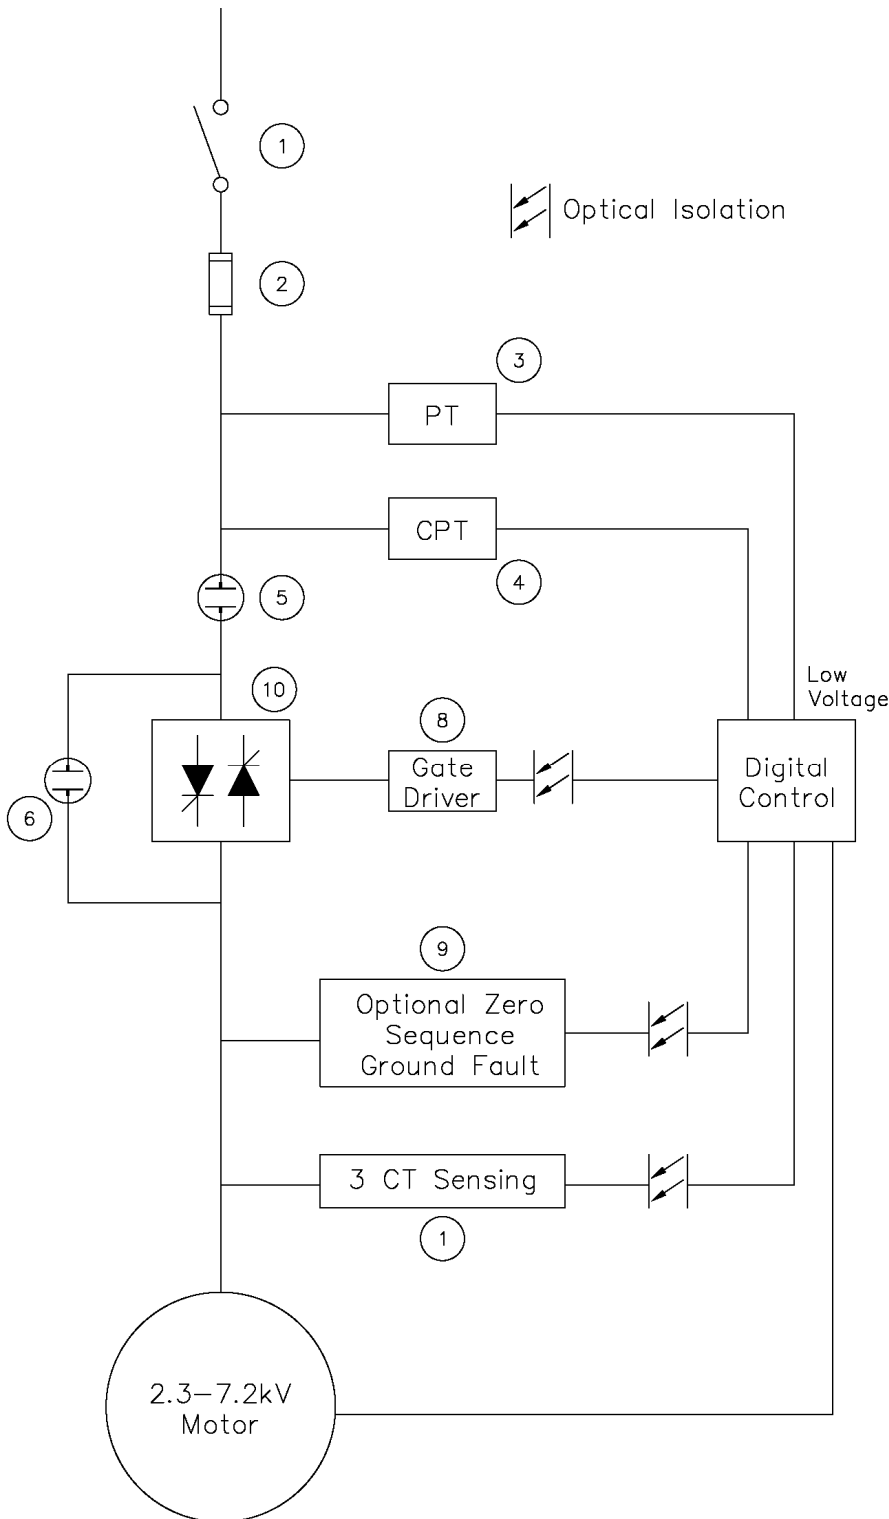 1
Optical Isolation
2
3
PT
CPT
4
5
Low
Voltage
10
8
Gate
Driver
Digital
Control
6
9
Optional Zero
Sequence
Ground Fault
3 CT Sensing
1
2.3-7.2kV
Motor